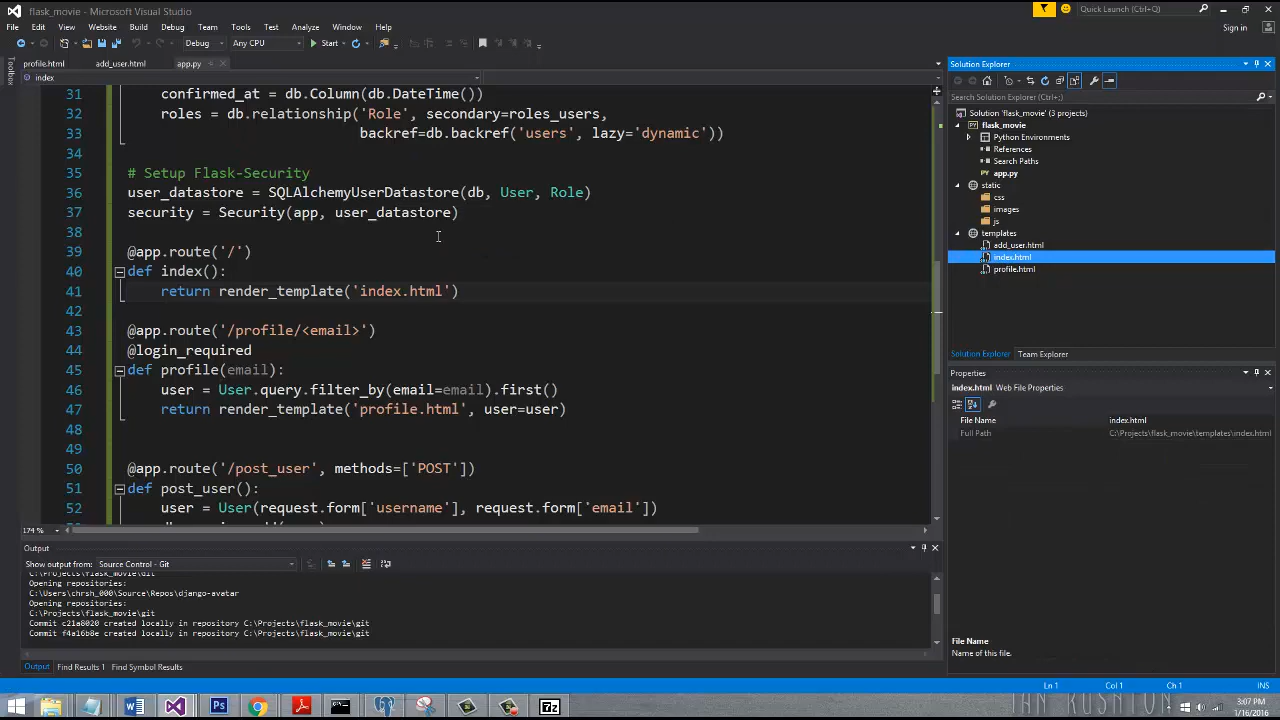 flask_movie - Microsoft Visual Studio
Quick Launch (Ctrl+;)
File Edit View Website Build Debug Team Tools Test Analyze Window Help
Sign in
Debug Any CPU Start
Toolbox
profile.html add_user.html app.py
index
31 confirmed_at = db.Column(db.DateTime())
32 roles = db.relationship('Role', secondary=roles_users,
33 backref=db.backref('users', lazy='dynamic'))
34
35 # Setup Flask-Security
36 user_datastore = SQLAlchemyUserDatastore(db, User, Role)
37 security = Security(app, user_datastore)
38
39 @app.route('/')
40 def index():
41 return render_template('index.html')
42
43 @app.route('/profile/<email>')
44 @login_required
45 def profile(email):
46 user = User.query.filter_by(email=email).first()
47 return render_template('profile.html', user=user)
48
49
50 @app.route('/post_user', methods=['POST'])
51 def post_user():
52 user = User(request.form['username'], request.form['email'])
174 %
Solution Explorer
Search Solution Explorer (Ctrl+;)
Solution 'flask_movie' (3 projects)
flask_movie
Python Environments
References
Search Paths
app.py
static
css
images
js
templates
add_user.html
index.html
profile.html
Solution Explorer Team Explorer
Properties
index.html Web File Properties
File Name index.html
Full Path C:\Projects\flask_movie\templates\index.html
File Name
Name of this file.
Output
Show output from: Source Control - Git
C:\Projects\flask_movie\git
Opening repositories:
C:\Users\chrsh_000\Source\Repos\django-avatar
Opening repositories:
C:\Projects\flask_movie\git
Commit c21a8020 created locally in repository C:\Projects\flask_movie\git
Commit f4a16b8e created locally in repository C:\Projects\flask_movie\git
Output Find Results 1 Find Symbol Results
Ln 1 Col 1 Ch 1 INS
3:07 PM
1/16/2016